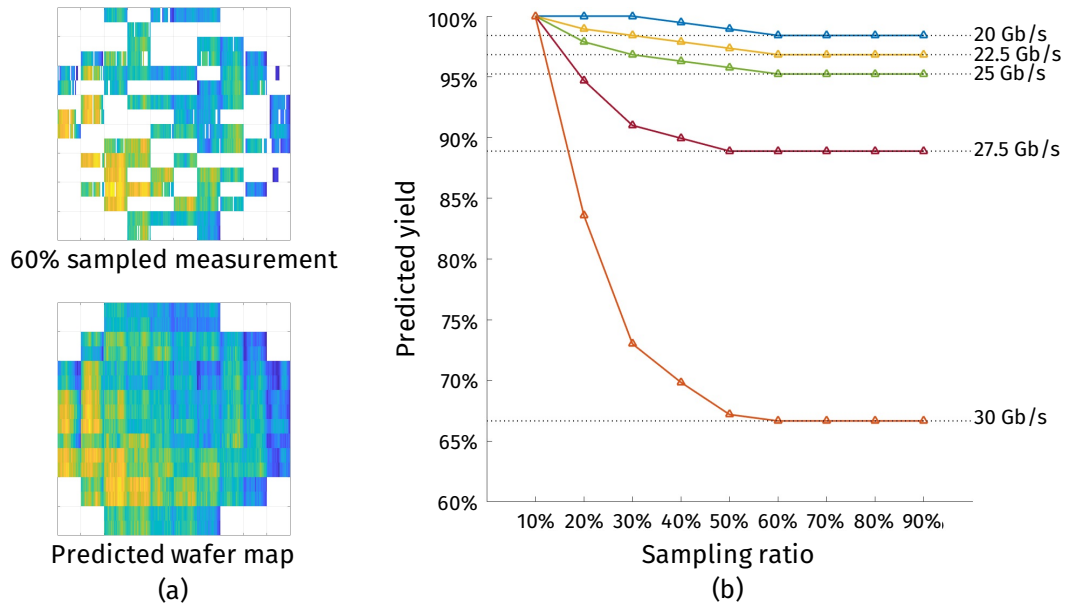 60% sampled measurement
Predicted wafer map
(a)
Predicted yield
100%
95%
90%
85%
80%
75%
70%
65%
60%
20 Gb/s
22.5 Gb/s
25 Gb/s
27.5 Gb/s
30 Gb/s
10% 20% 30% 40% 50% 60% 70% 80% 90%
Sampling ratio
(b)